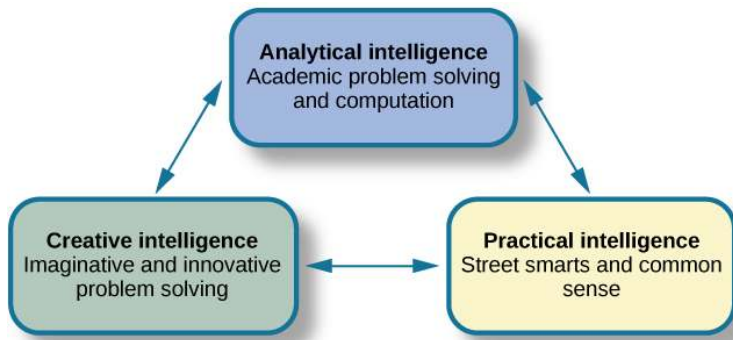 Analytical intelligence
Academic problem solving
and computation
Creative intelligence
Imaginative and innovative
problem solving
Practical intelligence
Street smarts and common
sense